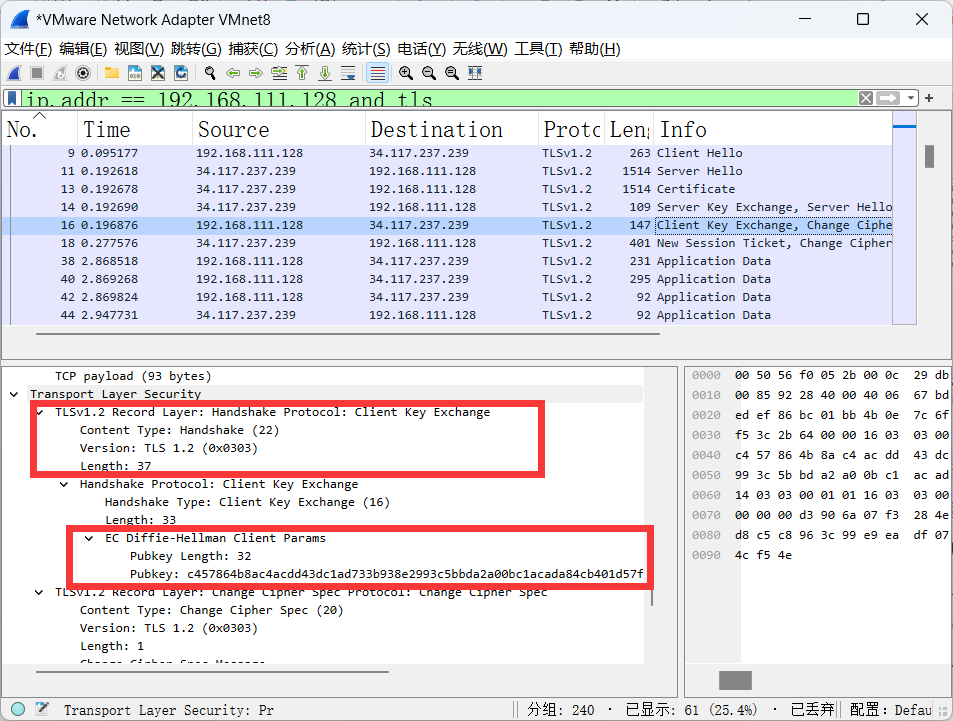 *VMware Network Adapter VMnet8
文件(F) 编辑(E) 视图(V) 跳转(G) 捕获(C) 分析(A) 统计(S) 电话(Y) 无线(W) 工具(T) 帮助(H)
ip.addr == 192.168.111.128 and tls
No. Time Source Destination Protc Leng Info
9 0.095177 192.168.111.128 34.117.237.239 TLSv1.2 263 Client Hello
11 0.192618 34.117.237.239 192.168.111.128 TLSv1.2 1514 Server Hello
13 0.192678 34.117.237.239 192.168.111.128 TLSv1.2 1514 Certificate
14 0.192690 34.117.237.239 192.168.111.128 TLSv1.2 109 Server Key Exchange, Server Hello
16 0.196876 192.168.111.128 34.117.237.239 TLSv1.2 147 Client Key Exchange, Change Ciphe
18 0.277576 34.117.237.239 192.168.111.128 TLSv1.2 401 New Session Ticket, Change Cipher
38 2.868518 192.168.111.128 34.117.237.239 TLSv1.2 231 Application Data
40 2.869268 192.168.111.128 34.117.237.239 TLSv1.2 295 Application Data
42 2.869824 192.168.111.128 34.117.237.239 TLSv1.2 92 Application Data
44 2.947731 34.117.237.239 192.168.111.128 TLSv1.2 92 Application Data
TCP payload (93 bytes)
Transport Layer Security
TLSv1.2 Record Layer: Handshake Protocol: Client Key Exchange
Content Type: Handshake (22)
Version: TLS 1.2 (0x0303)
Length: 37
Handshake Protocol: Client Key Exchange
Handshake Type: Client Key Exchange (16)
Length: 33
EC Diffie-Hellman Client Params
Pubkey Length: 32
Pubkey: c457864b8ac4acdd43dc1ad733b938e2993c5bbda2a00bc1acada84cb401d57f
TLSv1.2 Record Layer: Change Cipher Spec Protocol: Change Cipher Spec
Content Type: Change Cipher Spec (20)
Version: TLS 1.2 (0x0303)
Length: 1
Change Cipher Spec Message
0000 00 50 56 f0 05 2b 00 0c 29 db
0010 00 85 92 28 40 00 40 06 67 bd
0020 ed ef 86 bc 01 bb 4b 0e 7c 6f
0030 f5 3c 2b 64 00 00 16 03 03 00
0040 c4 57 86 4b 8a c4 ac dd 43 dc
0050 99 3c 5b bd a2 a0 0b c1 ac ad
0060 14 03 03 00 01 01 16 03 03 00
0070 00 00 00 d3 90 6a 07 f3 28 4e
0080 d8 c5 c8 96 3c 99 e9 ea df 07
0090 4c f5 4e
Transport Layer Security: Pr 分组: 240 · 已显示: 61 (25.4%) · 已丢弃 配置: Defau